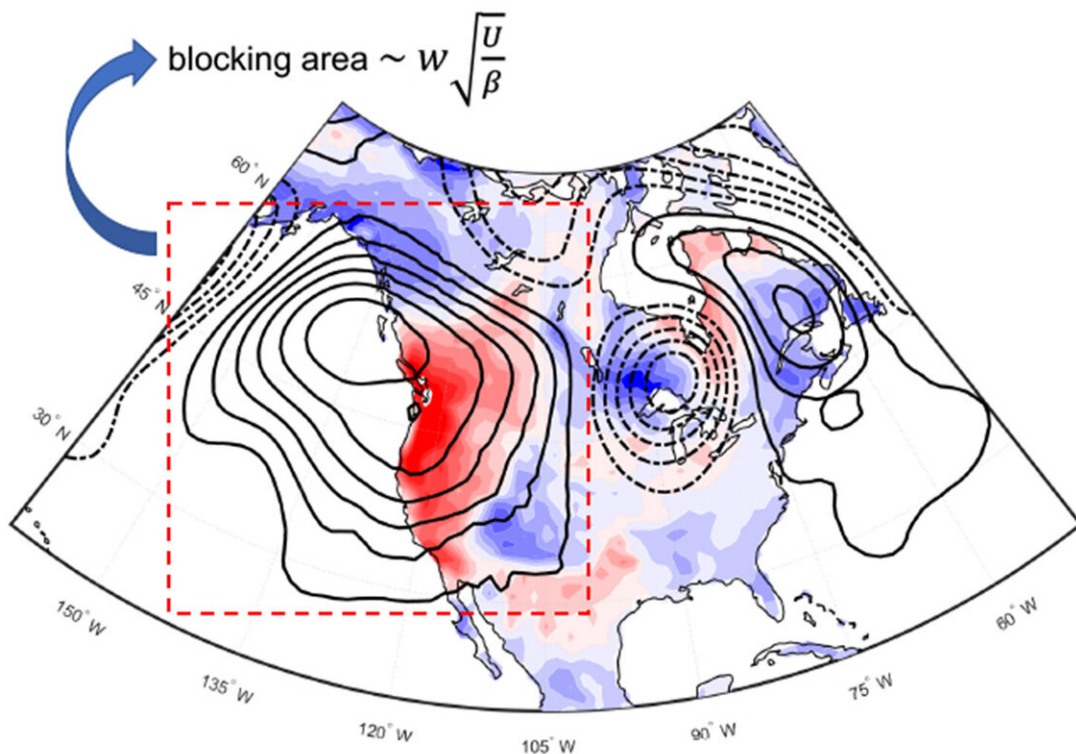 blocking area ~ w√(U/β)
60° N
45° N
30° N
150° W
135° W
120° W
105° W
90° W
75° W
60° W